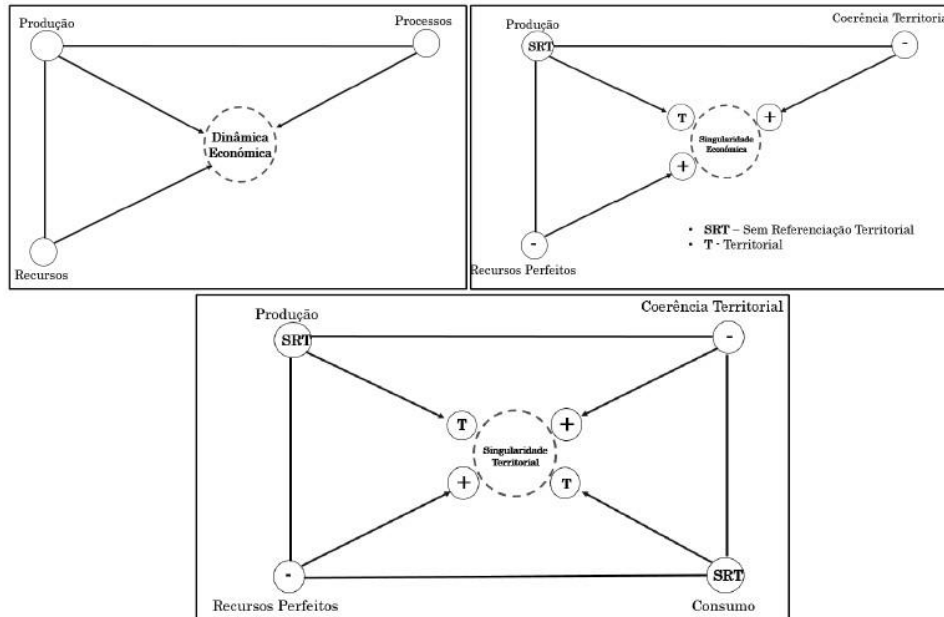 Produção
Processos
Dinâmica
Económica
Recursos
Produção
Coerência Territorial
SRT
-
T
+
Singularidade
Económica
+
SRT – Sem Referenciação Territorial
T - Territorial
-
Recursos Perfeitos
Produção
Coerência Territorial
SRT
-
T
+
Singularidade
Territorial
+
T
-
SRT
Recursos Perfeitos
Consumo